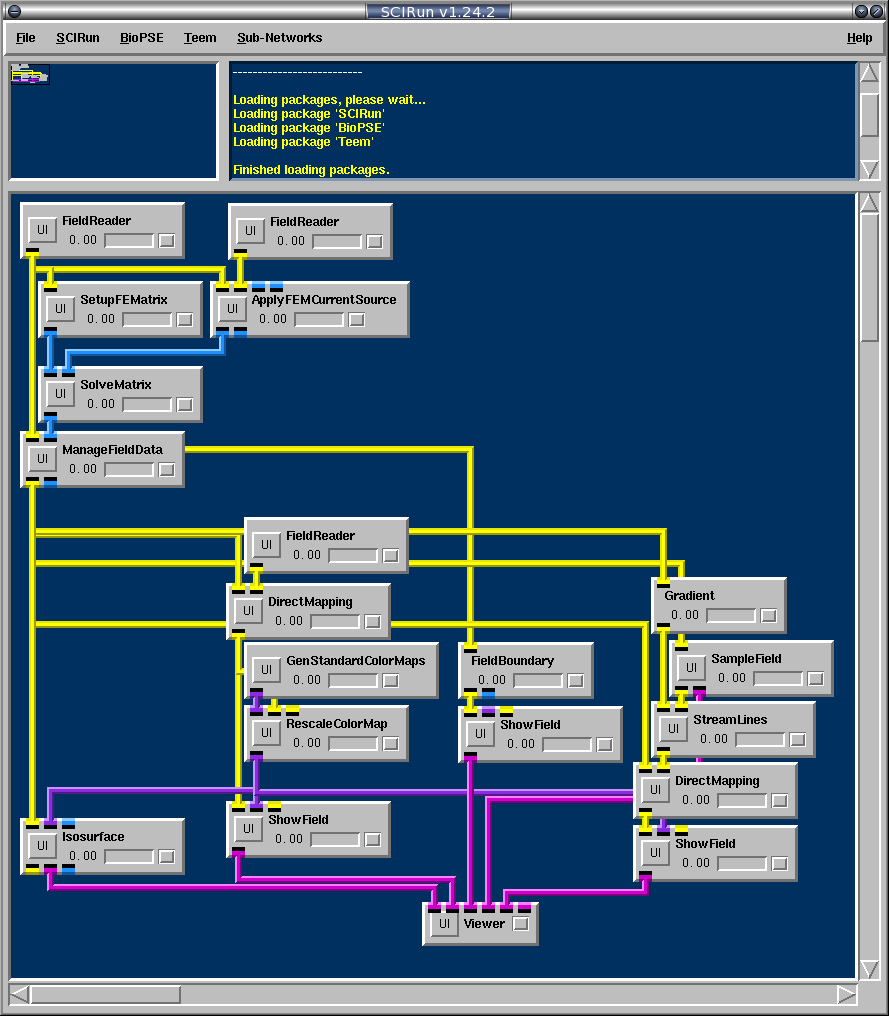 SCIRun v1.24.2
File SCIRun BioPSE Teem Sub-Networks Help
--------------------------
Loading packages, please wait...
Loading package 'SCIRun'
Loading package 'BioPSE'
Loading package 'Teem'
Finished loading packages.
UI FieldReader
0.00
UI FieldReader
0.00
UI SetupFEMatrix
0.00
UI ApplyFEMCurrentSource
0.00
UI SolveMatrix
0.00
UI ManageFieldData
0.00
UI FieldReader
0.00
Gradient
0.00
UI DirectMapping
0.00
UI GenStandardColorMaps
0.00
FieldBoundary
0.00
UI SampleField
0.00
UI RescaleColorMap
0.00
UI ShowField
0.00
UI StreamLines
0.00
UI DirectMapping
0.00
UI Isosurface
0.00
UI ShowField
0.00
UI ShowField
0.00
UI Viewer